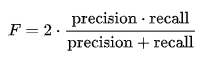 F = 2 · (precision · recall) / (precision + recall)